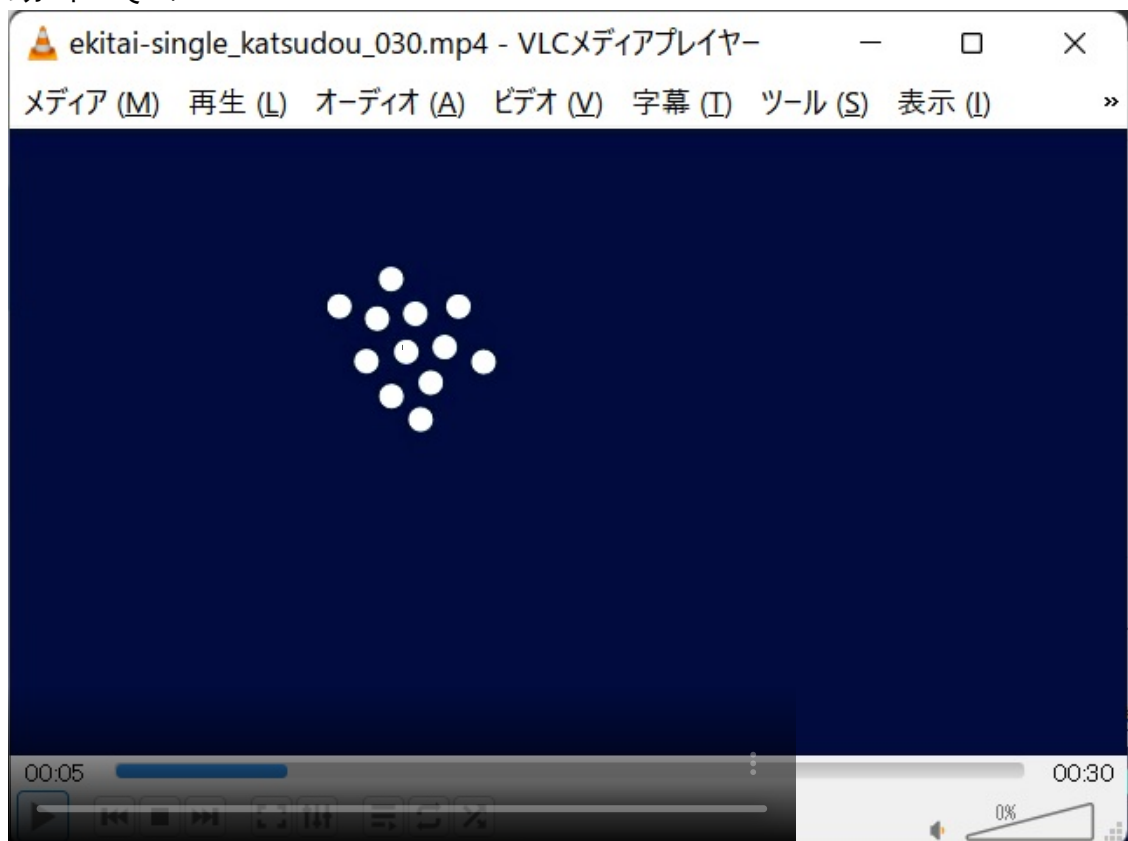 ekitai-single_katsudou_030.mp4 - VLCメディアプレイヤー
メディア (M) 再生 (L) オーディオ (A) ビデオ (V) 字幕 (T) ツール (S) 表示 (I) »
00:05 00:30
0%